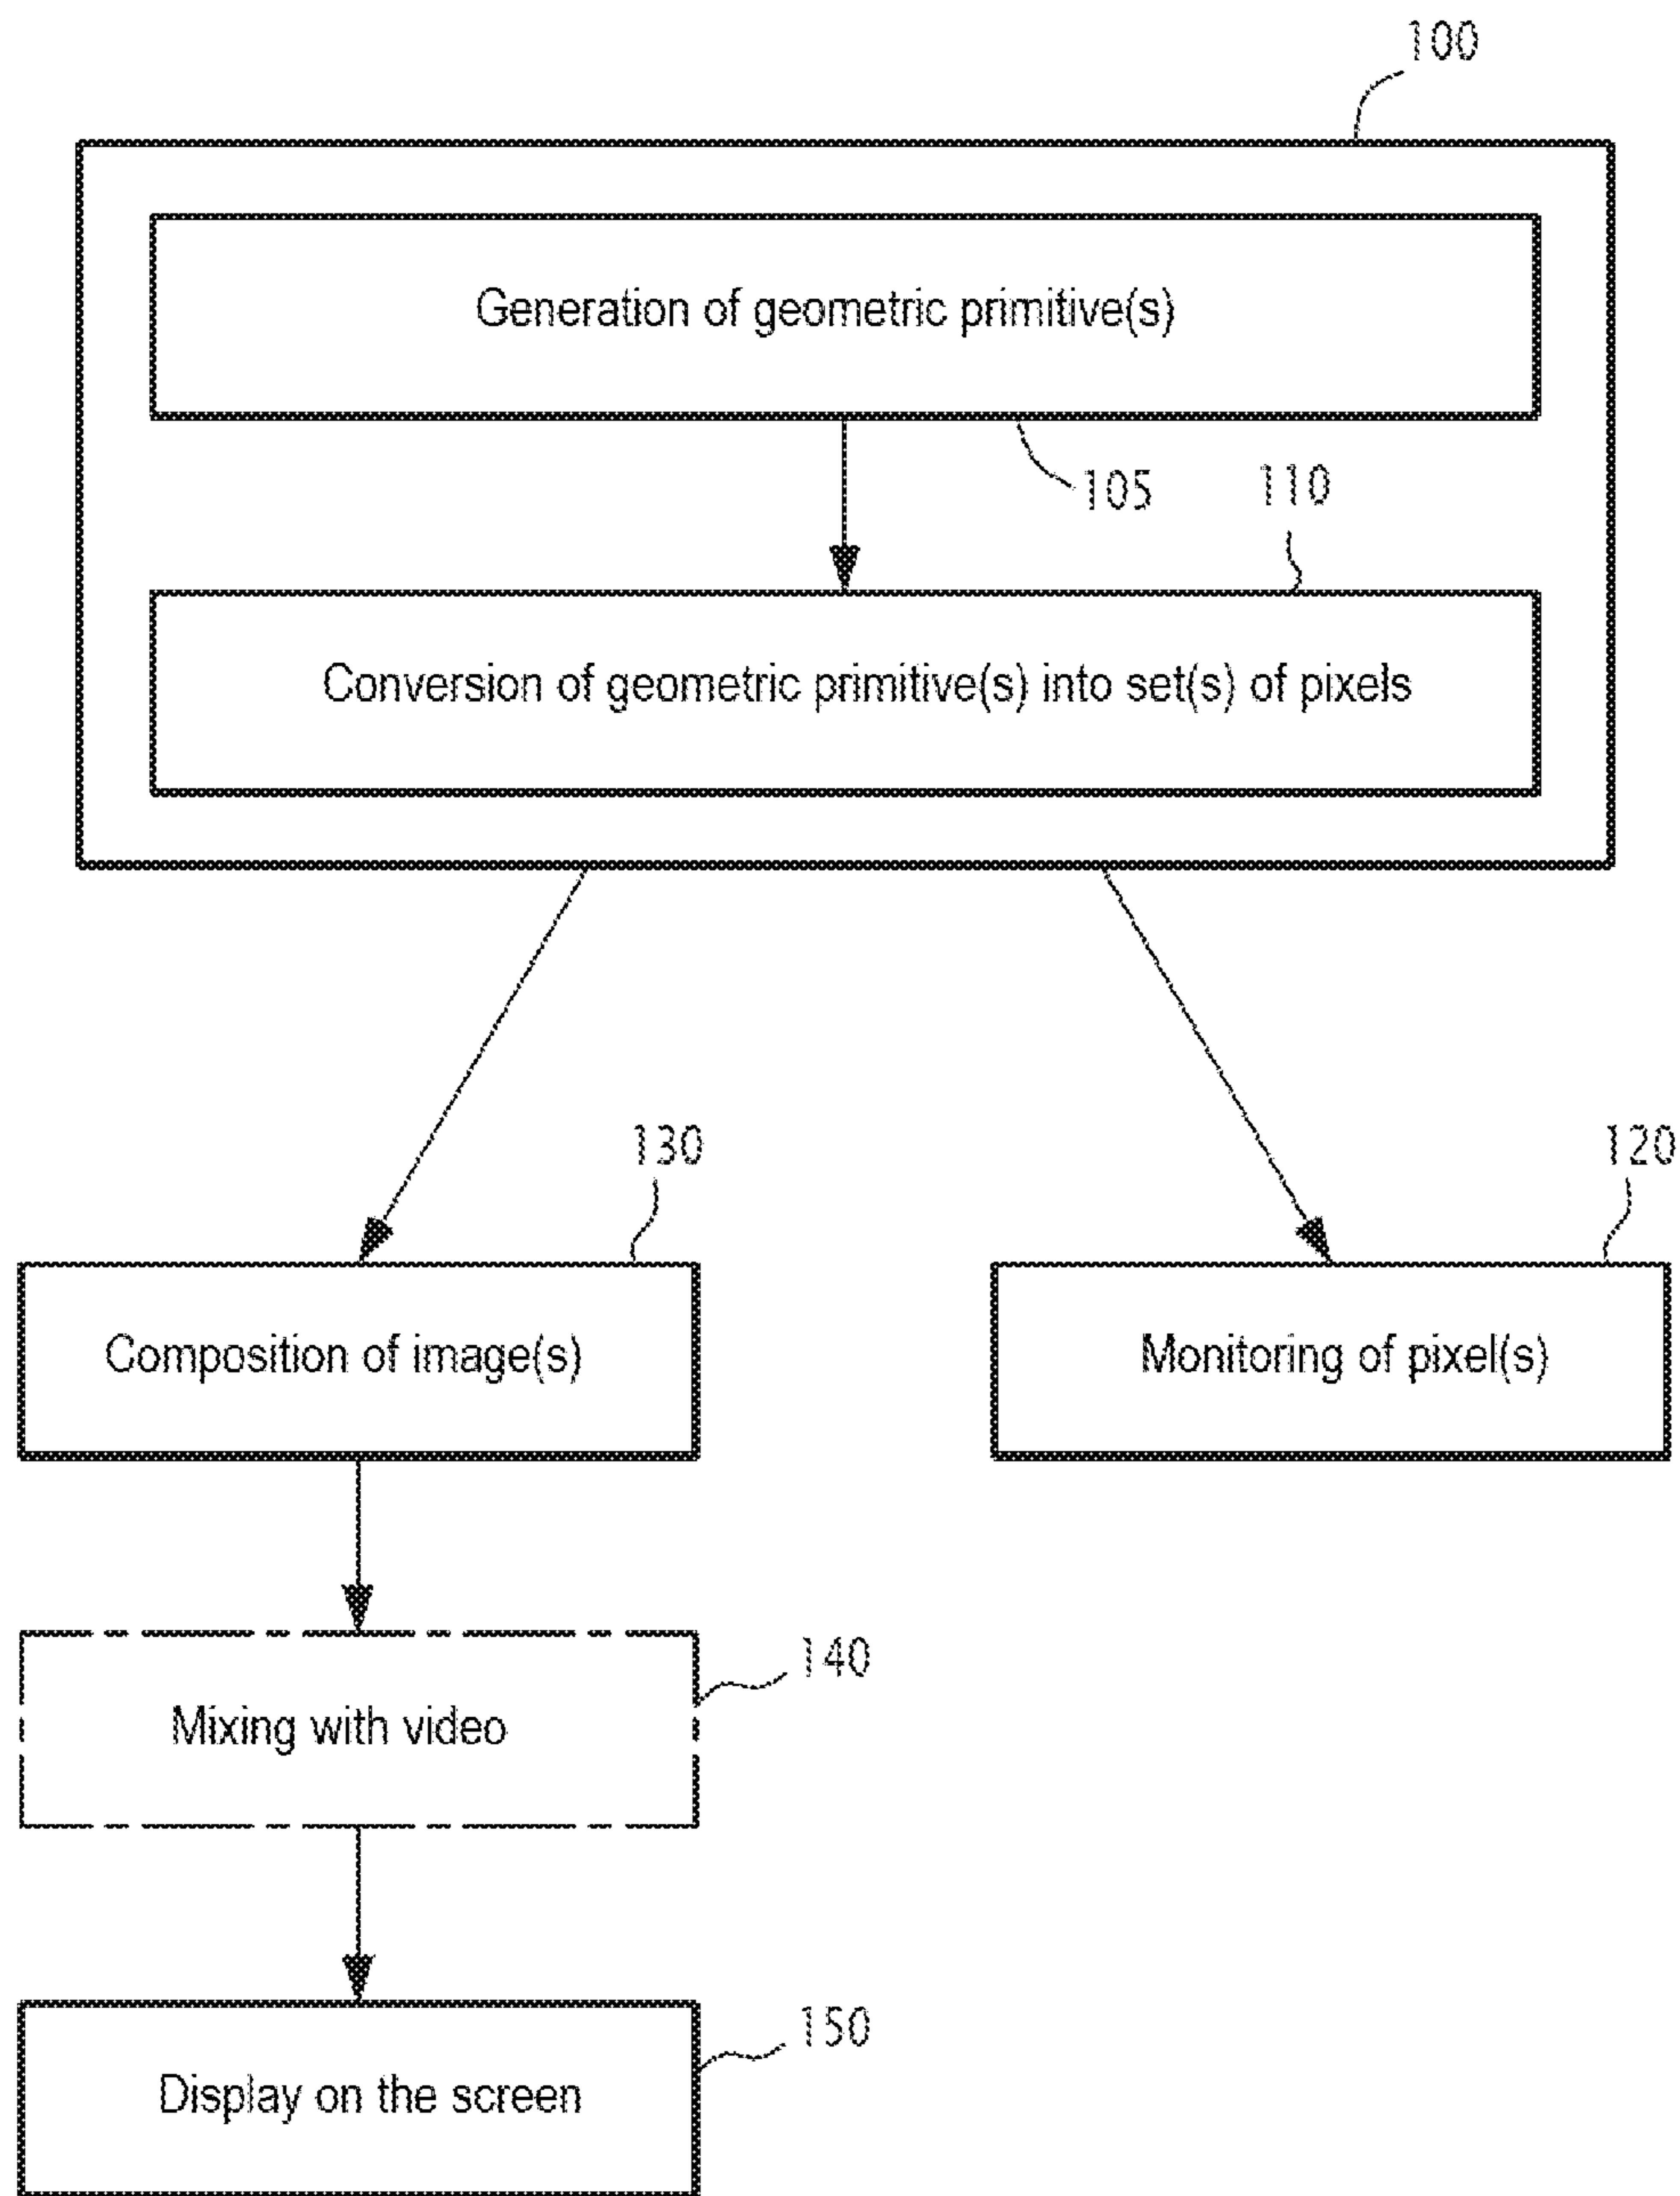 100
Generation of geometric primitive(s)
105
110
Conversion of geometric primitive(s) into set(s) of pixels
130
120
Composition of image(s)
Monitoring of pixel(s)
140
Mixing with video
150
Display on the screen